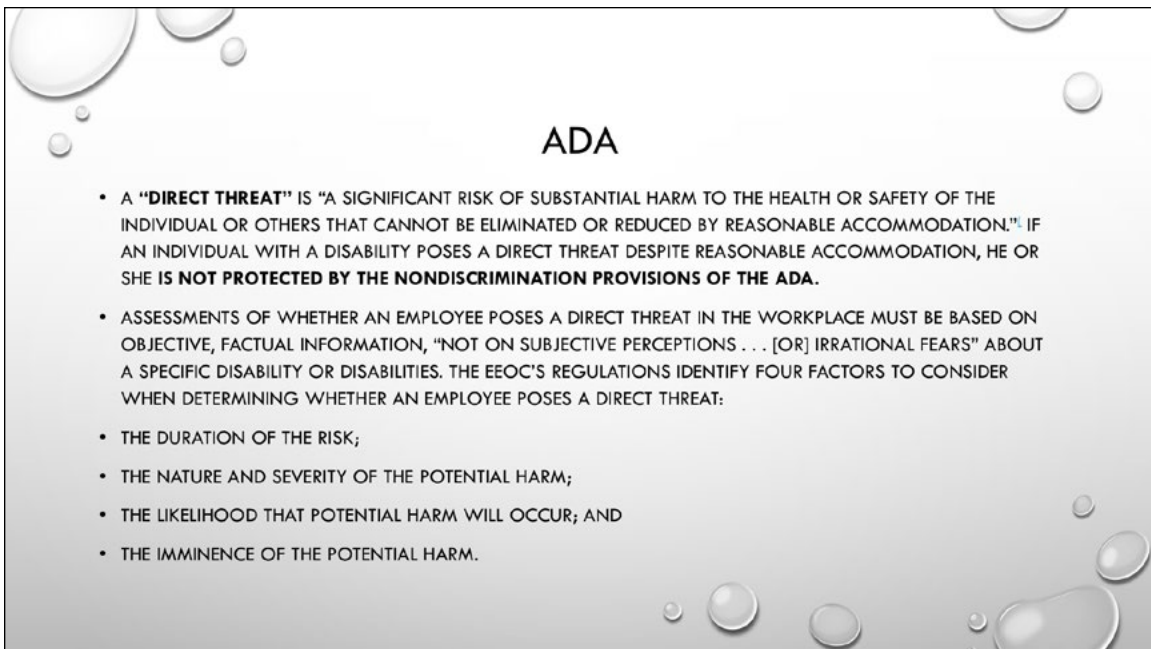 ADA
• A “DIRECT THREAT” IS “A SIGNIFICANT RISK OF SUBSTANTIAL HARM TO THE HEALTH OR SAFETY OF THE
INDIVIDUAL OR OTHERS THAT CANNOT BE ELIMINATED OR REDUCED BY REASONABLE ACCOMMODATION.” IF
AN INDIVIDUAL WITH A DISABILITY POSES A DIRECT THREAT DESPITE REASONABLE ACCOMMODATION, HE OR
SHE IS NOT PROTECTED BY THE NONDISCRIMINATION PROVISIONS OF THE ADA.
• ASSESSMENTS OF WHETHER AN EMPLOYEE POSES A DIRECT THREAT IN THE WORKPLACE MUST BE BASED ON
OBJECTIVE, FACTUAL INFORMATION, “NOT ON SUBJECTIVE PERCEPTIONS . . . [OR] IRRATIONAL FEARS” ABOUT
A SPECIFIC DISABILITY OR DISABILITIES. THE EEOC’S REGULATIONS IDENTIFY FOUR FACTORS TO CONSIDER
WHEN DETERMINING WHETHER AN EMPLOYEE POSES A DIRECT THREAT:
• THE DURATION OF THE RISK;
• THE NATURE AND SEVERITY OF THE POTENTIAL HARM;
• THE LIKELIHOOD THAT POTENTIAL HARM WILL OCCUR; AND
• THE IMMINENCE OF THE POTENTIAL HARM.